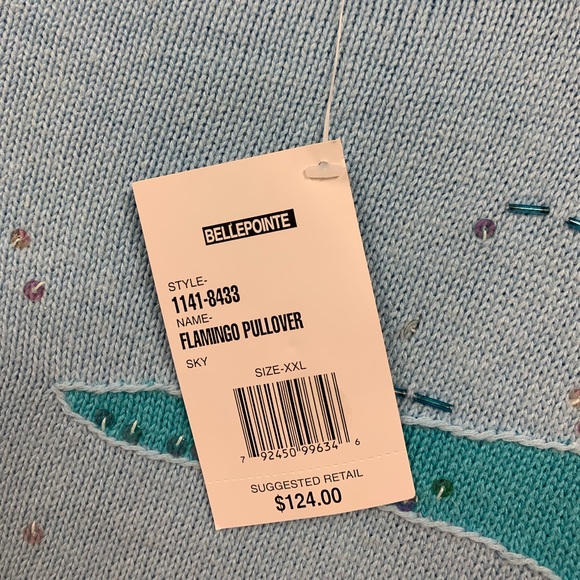 BELLEPOINTE
STYLE-
1141-8433
NAME-
FLAMINGO PULLOVER
SKY
SIZE-XXL
7 92450 99634 6
SUGGESTED RETAIL
$124.00